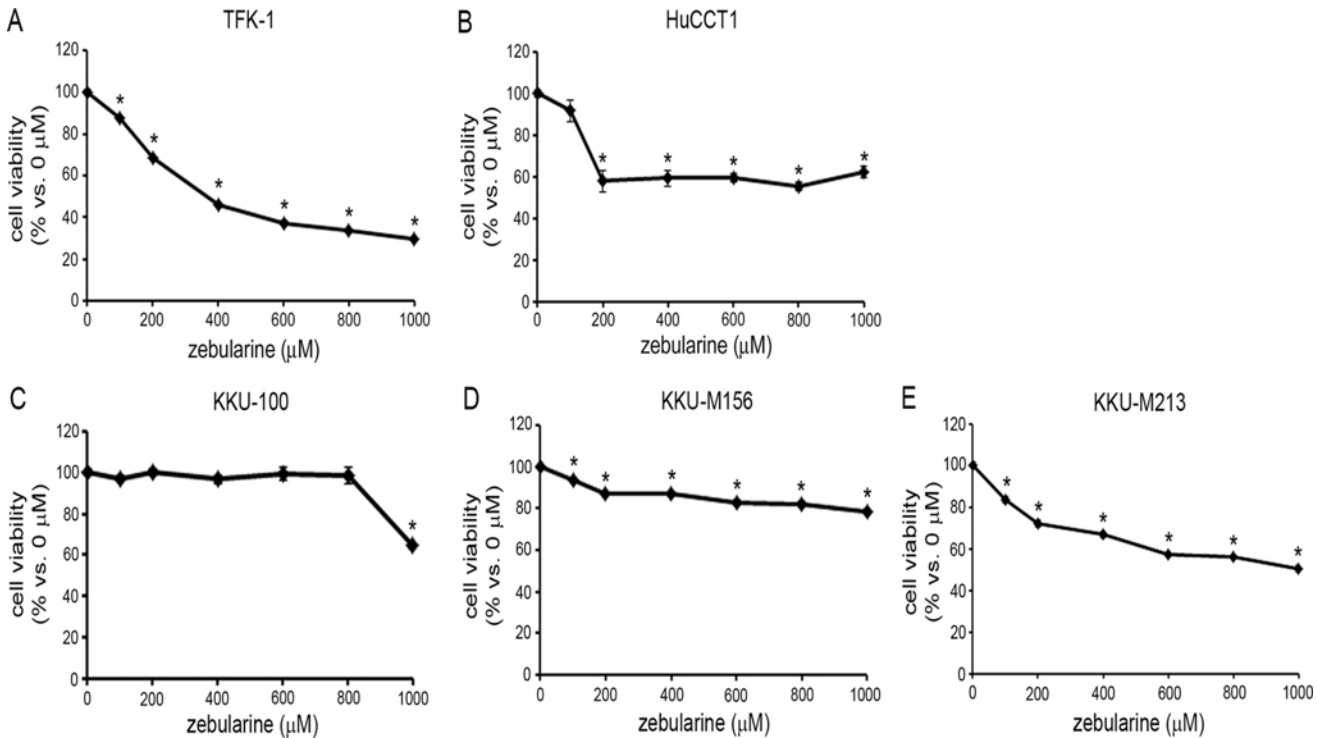 A
TFK-1
cell viability
(% vs. 0 μM)
120
100
80
60
40
20
0
0 200 400 600 800 1000
zebularine (μM)
* * * * * *
B
HuCCT1
cell viability
(% vs. 0 μM)
120
100
80
60
40
20
0
0 200 400 600 800 1000
zebularine (μM)
* * * * *
C
KKU-100
cell viability
(% vs. 0 μM)
120
100
80
60
40
20
0
0 200 400 600 800 1000
zebularine (μM)
*
D
KKU-M156
cell viability
(% vs. 0 μM)
120
100
80
60
40
20
0
0 200 400 600 800 1000
zebularine (μM)
* * * * * *
E
KKU-M213
cell viability
(% vs. 0 μM)
120
100
80
60
40
20
0
0 200 400 600 800 1000
zebularine (μM)
* * * * * *